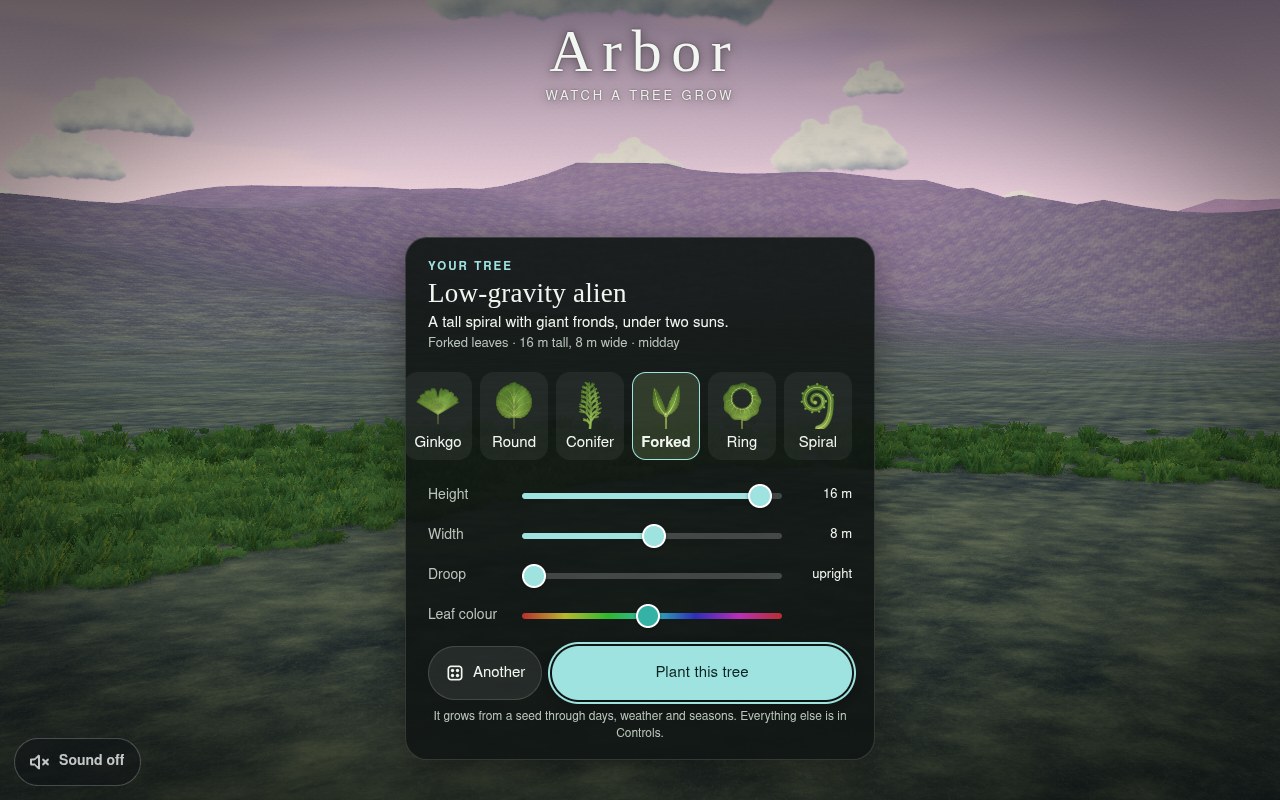 Arbor
WATCH A TREE GROW
YOUR TREE
Low-gravity alien
A tall spiral with giant fronds, under two suns.
Forked leaves · 16 m tall, 8 m wide · midday
Ginkgo Round Conifer Forked Ring Spiral
Height 16 m
Width 8 m
Droop upright
Leaf colour
Another Plant this tree
It grows from a seed through days, weather and seasons. Everything else is in
Controls.
Sound off